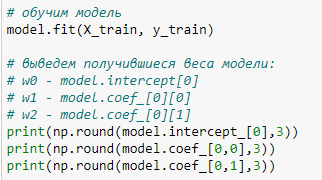 # обучим модель
model.fit(X_train, y_train)
# выведем получившиеся веса модели:
# w0 - model.intercept[0]
# w1 - model.coef_[0][0]
# w2 - model.coef_[0][1]
print(np.round(model.intercept_[0],3))
print(np.round(model.coef_[0,0],3))
print(np.round(model.coef_[0,1],3))